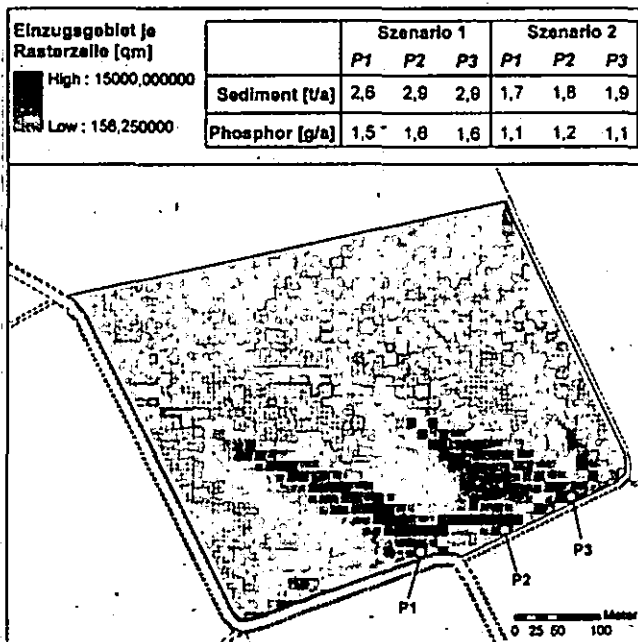 Einzugsgebiet je
Rasterzelle [qm]
High : 15000,000000
Low : 156,250000
Szenario 1 Szenario 2
P1 P2 P3 P1 P2 P3
Sediment [t/a] 2,6 2,9 2,9 1,7 1,8 1,9
Phosphor [g/a] 1,5 1,6 1,6 1,1 1,2 1,1
P3
P2
P1
Meter
0 25 50 100